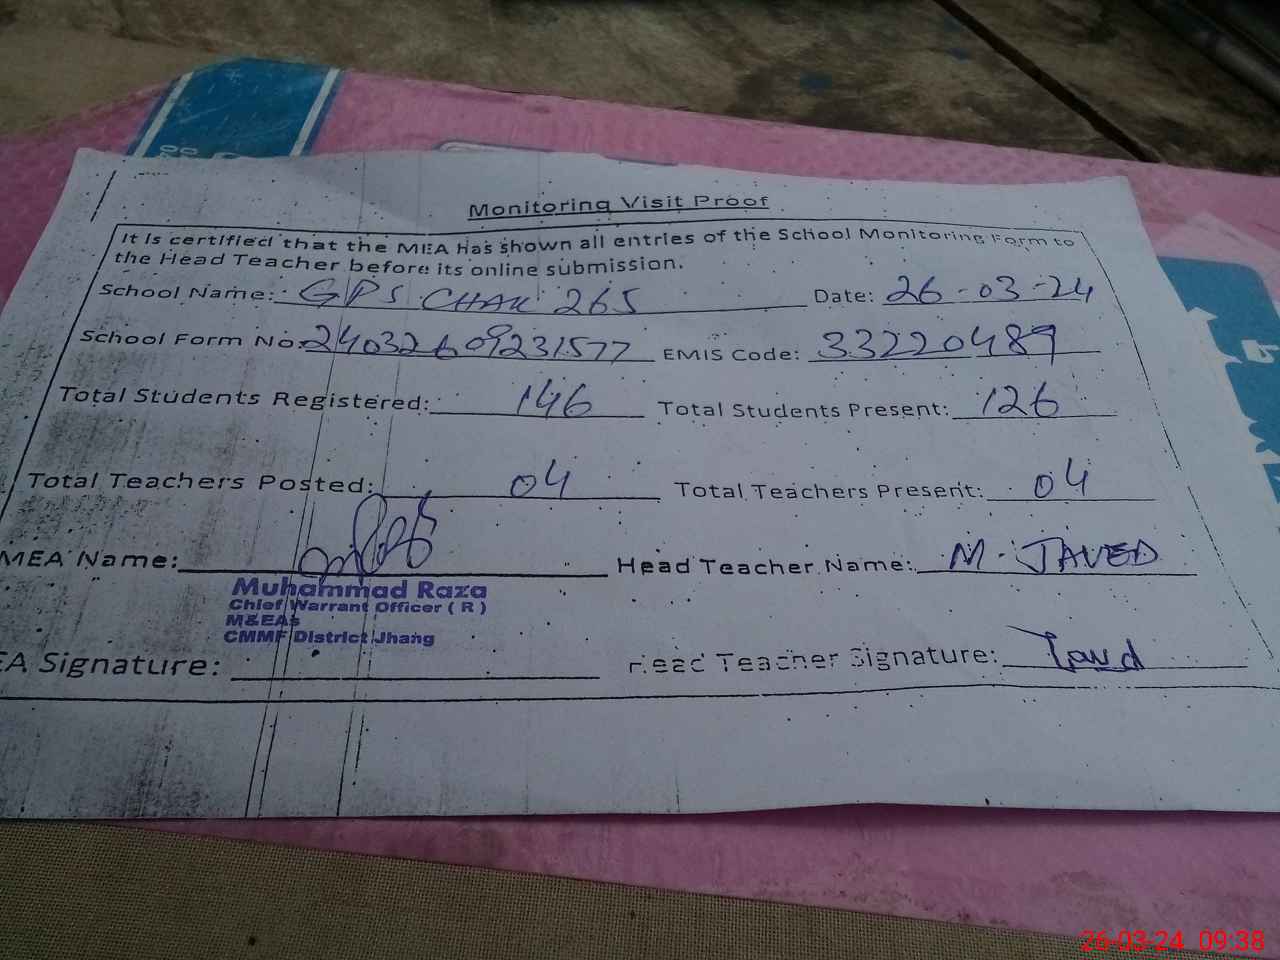 Monitoring Visit Proof
It is certified that the MEA has shown all entries of the School Monitoring Form to
the Head Teacher before its online submission.
School Name: GPS CHAK 265 Date: 26-03-24
School Form No: 24032609231577 EMIS Code: 33220489
Total Students Registered: 146 Total Students Present: 126
Total Teachers Posted: 04 Total Teachers Present: 04
MEA Name: Head Teacher Name: M. JAVED
Muhammad Raza
Chief Warrant Officer ( R )
M&EAs
CMMF District Jhang
EA Signature: Head Teacher Signature: Javed
26-03-24 09:38